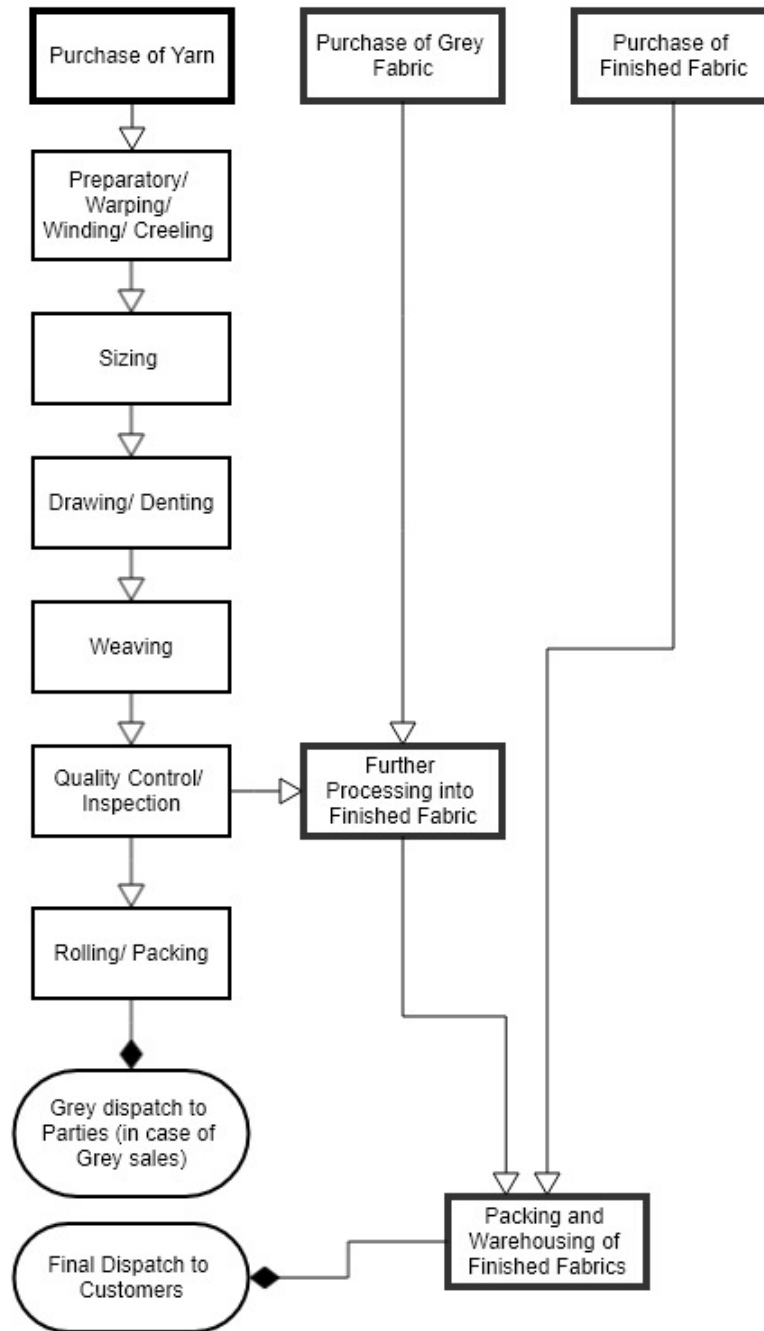 Purchase of Yarn
Purchase of Grey
Fabric
Purchase of
Finished Fabric
Preparatory/
Warping/
Winding/ Creeling
Sizing
Drawing/ Denting
Weaving
Quality Control/
Inspection
Further
Processing into
Finished Fabric
Rolling/ Packing
Grey dispatch to
Parties (in case of
Grey sales)
Packing and
Warehousing of
Finished Fabrics
Final Dispatch to
Customers